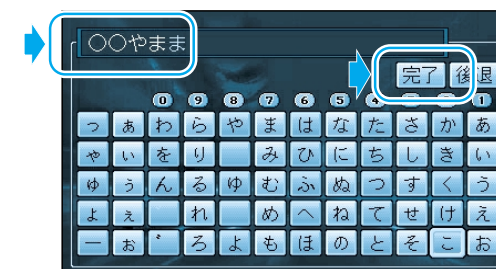 ○○やまま
完了 後退
0 9 8 7 6 5 4 1
っ ぁ わ ら や ま は な た さ か あ
ゃ ぃ を り み ひ に ち し き い
ゅ ぅ ん る ゆ む ふ ぬ つ す く う
ょ ぇ れ め へ ね て せ け え
ー ぉ ゛ ろ よ も ほ の と そ こ お